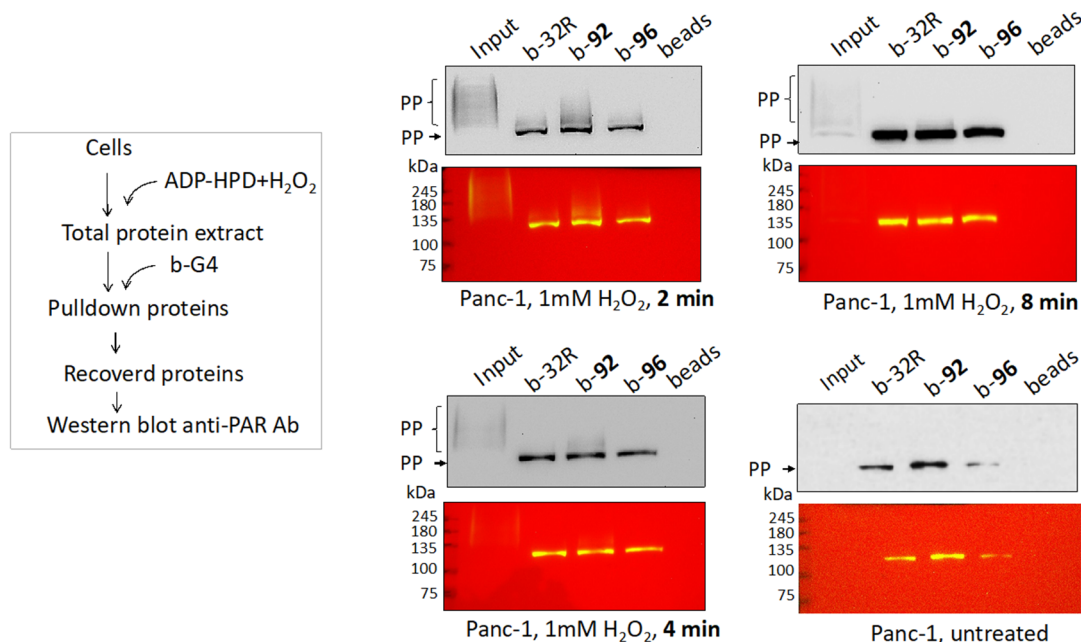 Cells
ADP-HPD+H₂O₂
Total protein extract
b-G4
Pulldown proteins
Recoverd proteins
Western blot anti-PAR Ab
Input b-32R b-92 b-96 beads
PP
PP
kDa
245
180
135
100
75
Panc-1, 1mM H₂O₂, 2 min
Input b-32R b-92 b-96 beads
PP
PP
kDa
245
180
135
100
75
Panc-1, 1mM H₂O₂, 8 min
Input b-32R b-92 b-96 beads
PP
PP
kDa
245
180
135
100
75
Panc-1, 1mM H₂O₂, 4 min
Input b-32R b-92 b-96 beads
PP
kDa
245
180
135
100
75
Panc-1, untreated